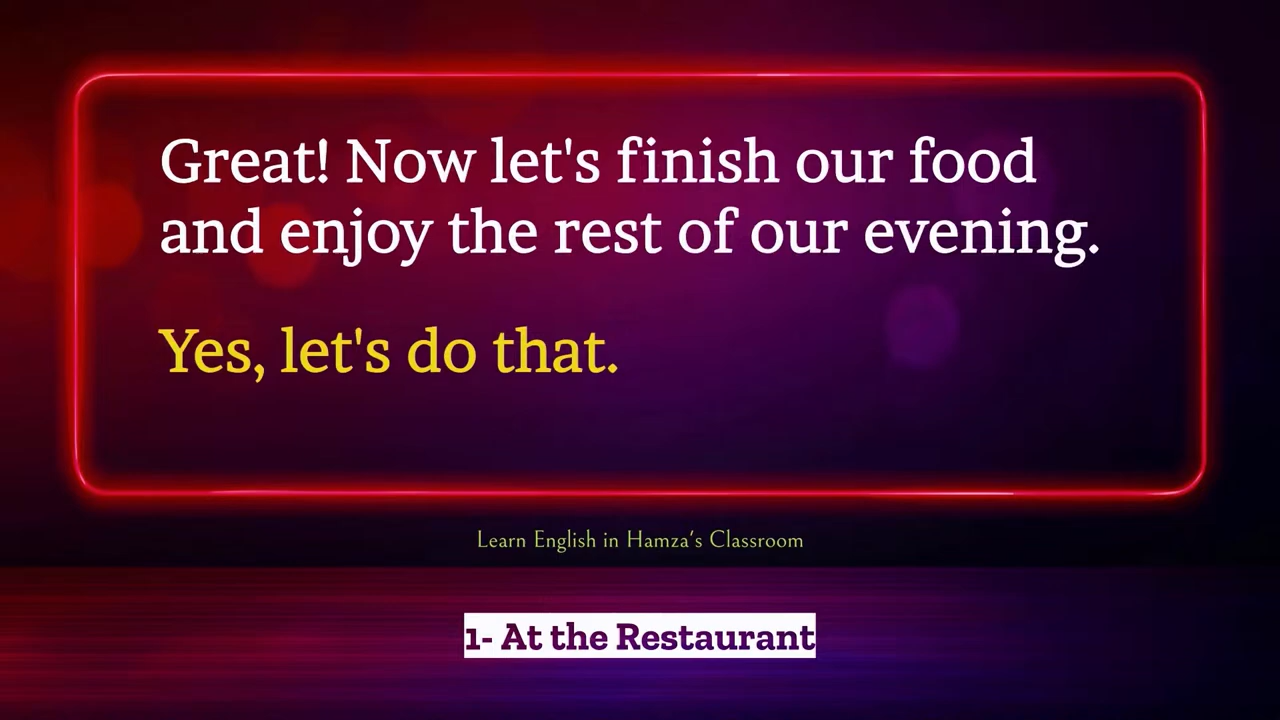 Great! Now let's finish our food
and enjoy the rest of our evening.
Yes, let's do that.
Learn English in Hamza's Classroom
1- At the Restaurant